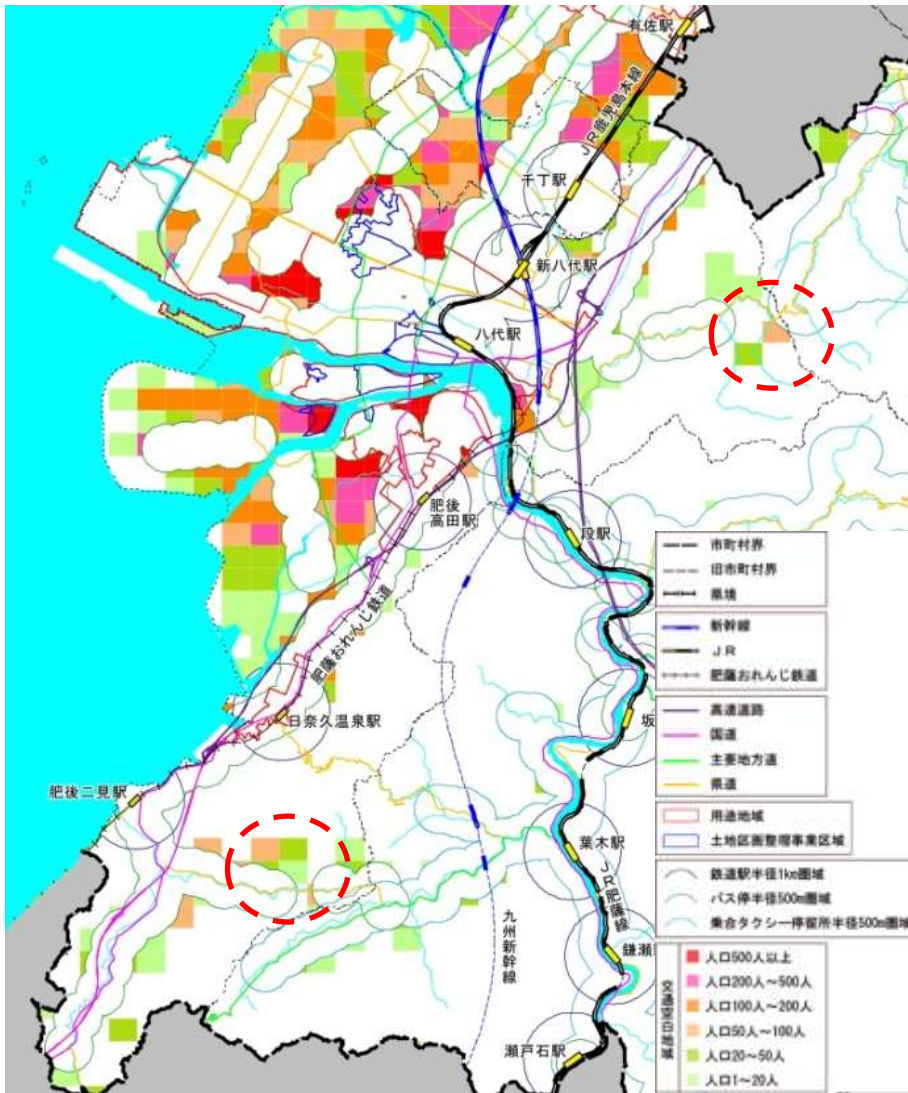 有佐駅
JR鹿児島本線
千丁駅
新八代駅
八代駅
肥後
高田駅
段駅
肥薩おれんじ鉄道
日奈久温泉駅
坂
肥後二見駅
葉木駅
JR肥薩線
九州新幹線
鎌瀬
瀬戸石駅
市町村界
旧市町村界
県境
新幹線
JR
肥薩おれんじ鉄道
高速道路
国道
主要地方道
県道
用途地域
土地区画整理事業区域
鉄道駅半径1km圏域
バス停半径500m圏域
乗合タクシー停留所半径500m圏域
交通空白地域
人口500人以上
人口200人~500人
人口100人~200人
人口50人~100人
人口20~50人
人口1~20人